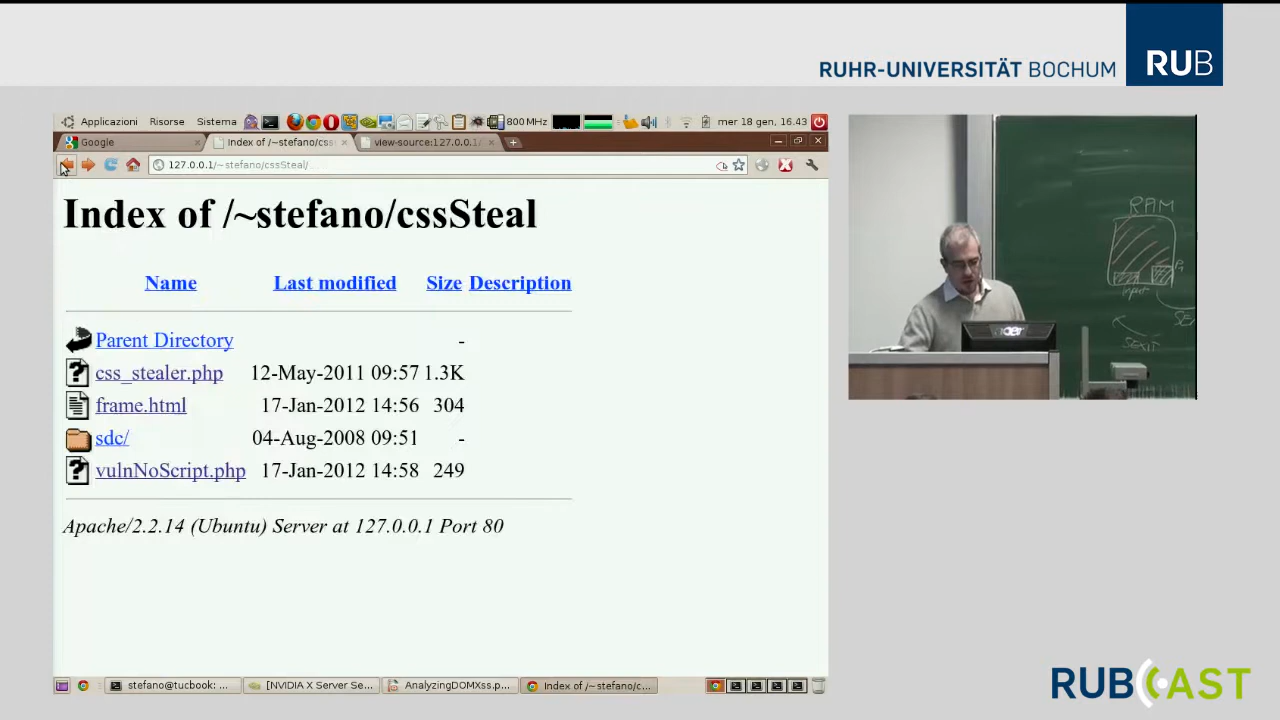 RUHR-UNIVERSITÄT BOCHUM
RUB
Applicazioni Risorse Sistema 800 MHz mer 18 gen, 16.43
Google
Index of /~stefano/css:
view-source:127.0.0.1/
127.0.0.1/~stefano/cssSteal/
Index of /~stefano/cssSteal
Name Last modified Size Description
Parent Directory -
css_stealer.php 12-May-2011 09:57 1.3K
frame.html 17-Jan-2012 14:56 304
sdc/ 04-Aug-2008 09:51 -
vulnNoScript.php 17-Jan-2012 14:58 249
Apache/2.2.14 (Ubuntu) Server at 127.0.0.1 Port 80
stefano@tucbook: ... [NVIDIA X Server Se... AnalyzingDOMXss.p... Index of /~stefano/c...
RAM
input
acer
RUBCAST